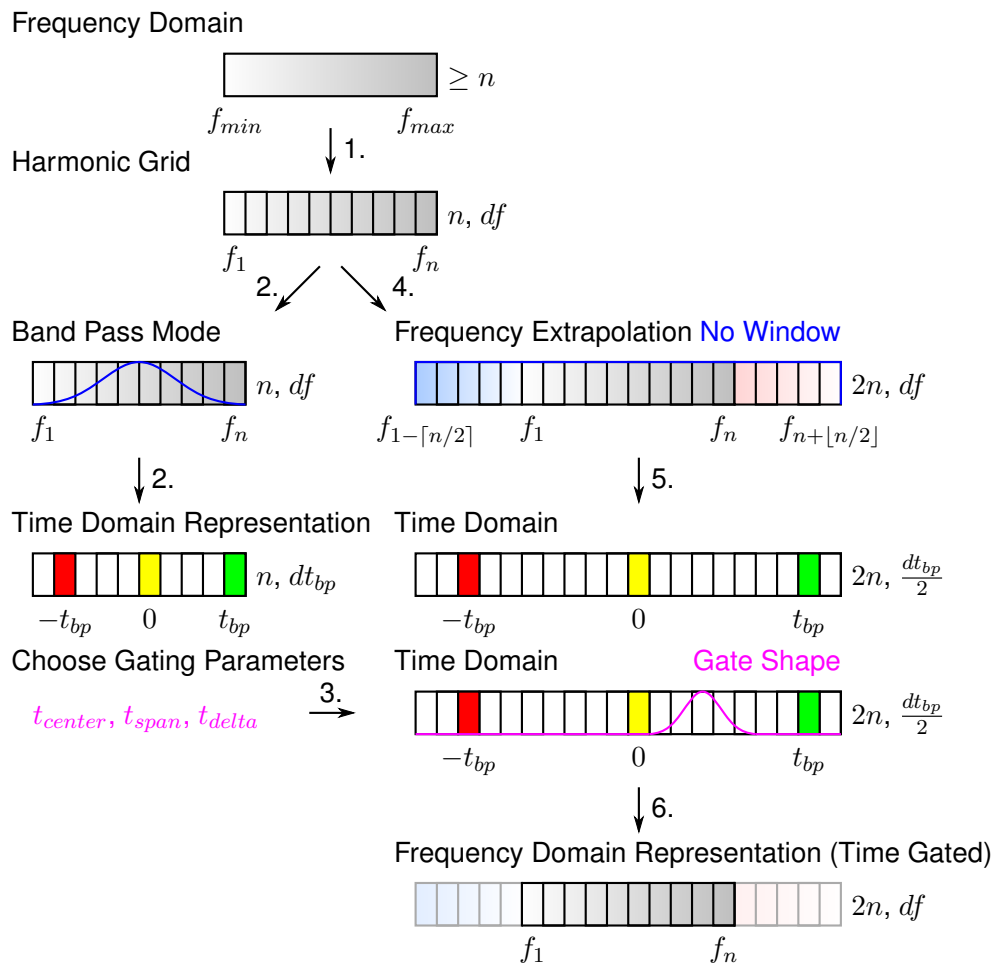 Frequency Domain
≥ n
f_min f_max
1.
Harmonic Grid
n, df
f_1 f_n
2. 4.
Band Pass Mode
n, df
f_1 f_n
2.
Time Domain Representation
n, dt_bp
−t_bp 0 t_bp
Choose Gating Parameters
t_center, t_span, t_delta
3.
Frequency Extrapolation No Window
2n, df
f_{1−⌈n/2⌉} f_1 f_n f_{n+⌊n/2⌋}
5.
Time Domain
2n, dt_bp/2
−t_bp 0 t_bp
Time Domain Gate Shape
2n, dt_bp/2
−t_bp 0 t_bp
6.
Frequency Domain Representation (Time Gated)
2n, df
f_1 f_n